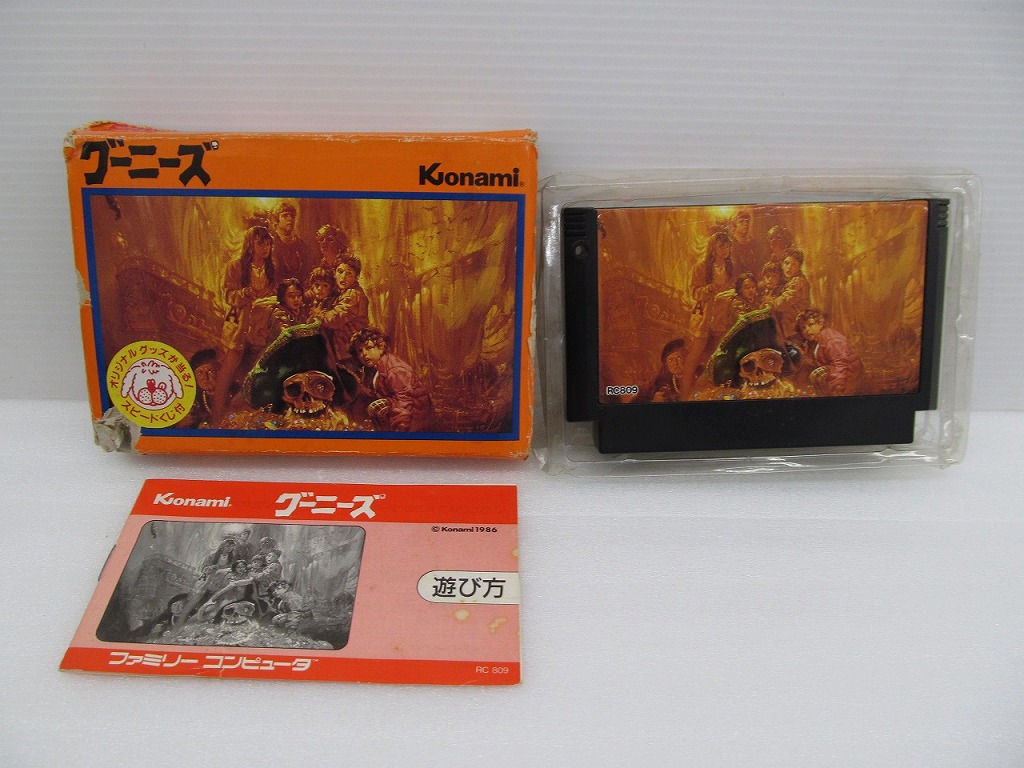 グーニーズ
Konami®
オリジナルグッズが当る!
スピードくじ付
RC809
Konami®
グーニーズ
© Konami 1986
遊び方
ファミリーコンピュータ™
RC 809